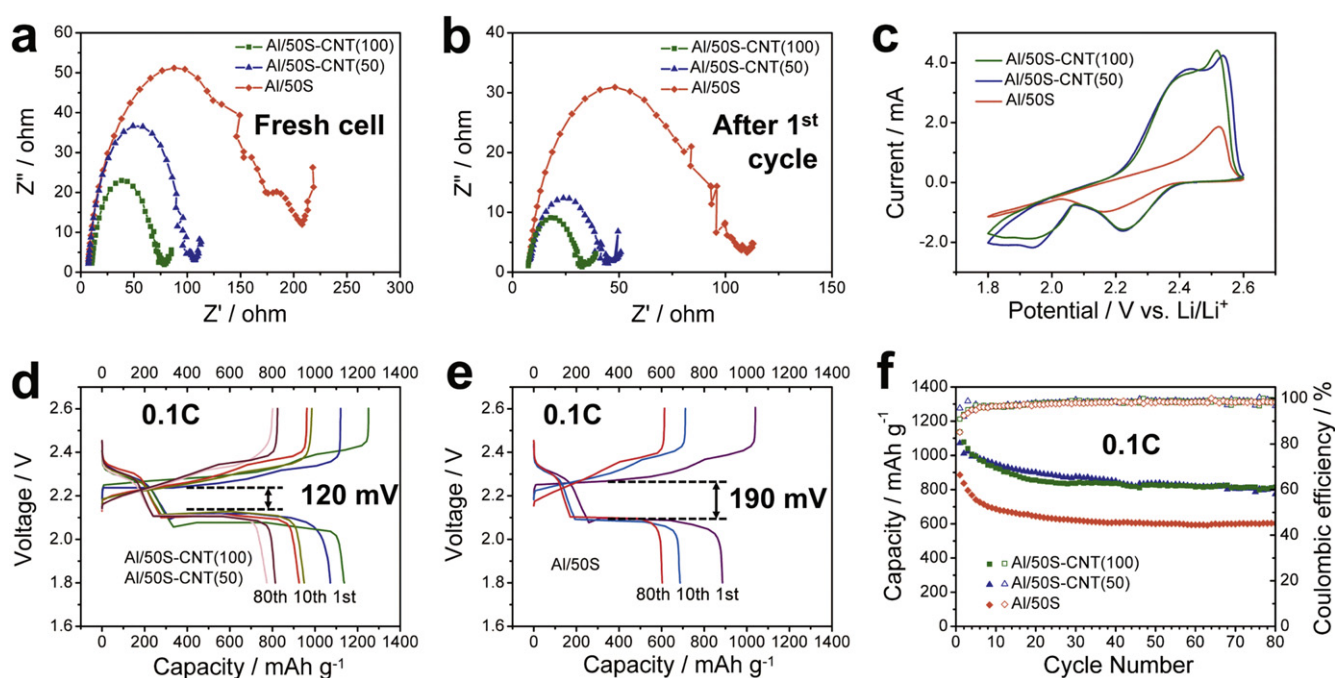 a
60
50
40
30
20
10
0
Z'' / ohm
0 50 100 150 200 250 300
Z' / ohm
Al/50S-CNT(100)
Al/50S-CNT(50)
Al/50S
Fresh cell
b
40
30
20
10
0
Z'' / ohm
0 50 100 150
Z' / ohm
Al/50S-CNT(100)
Al/50S-CNT(50)
Al/50S
After 1st
cycle
c
4.0
2.0
0.0
-2.0
Current / mA
1.8 2.0 2.2 2.4 2.6
Potential / V vs. Li/Li+
Al/50S-CNT(100)
Al/50S-CNT(50)
Al/50S
d
0 200 400 600 800 1000 1200 1400
2.6
2.4
2.2
2.0
1.8
1.6
Voltage / V
0.1C
120 mV
Al/50S-CNT(100)
Al/50S-CNT(50)
80th 10th 1st
0 200 400 600 800 1000 1200 1400
Capacity / mAh g-1
e
0 200 400 600 800 1000 1200 1400
2.6
2.4
2.2
2.0
1.8
1.6
Voltage / V
0.1C
190 mV
Al/50S
80th 10th 1st
0 200 400 600 800 1000 1200 1400
Capacity / mAh g-1
f
1400
1200
1000
800
600
400
200
0
Capacity / mAh g-1
0.1C
Al/50S-CNT(100)
Al/50S-CNT(50)
Al/50S
100
80
60
40
20
0
Coulombic efficiency / %
0 10 20 30 40 50 60 70 80
Cycle Number